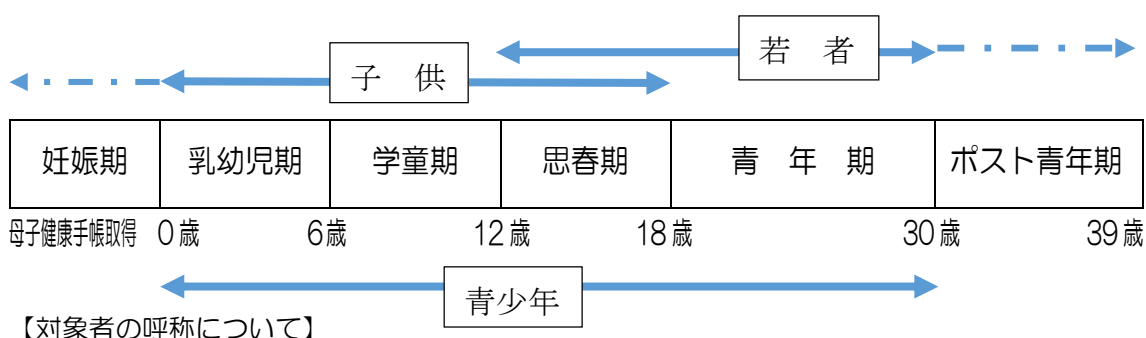 若　者
子　供
妊娠期 乳幼児期 学童期 思春期 青　年　期 ポスト青年期
母子健康手帳取得 0歳 6歳 12歳 18歳 30歳 39歳
青少年
【対象者の呼称について】